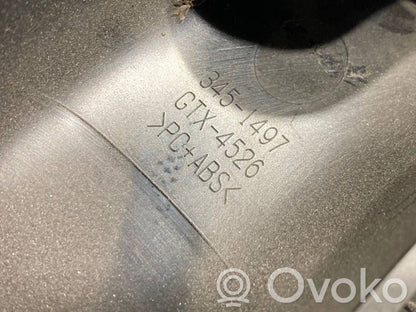 345-1497
GTX-4526
>PC+ABS<
Ovoko